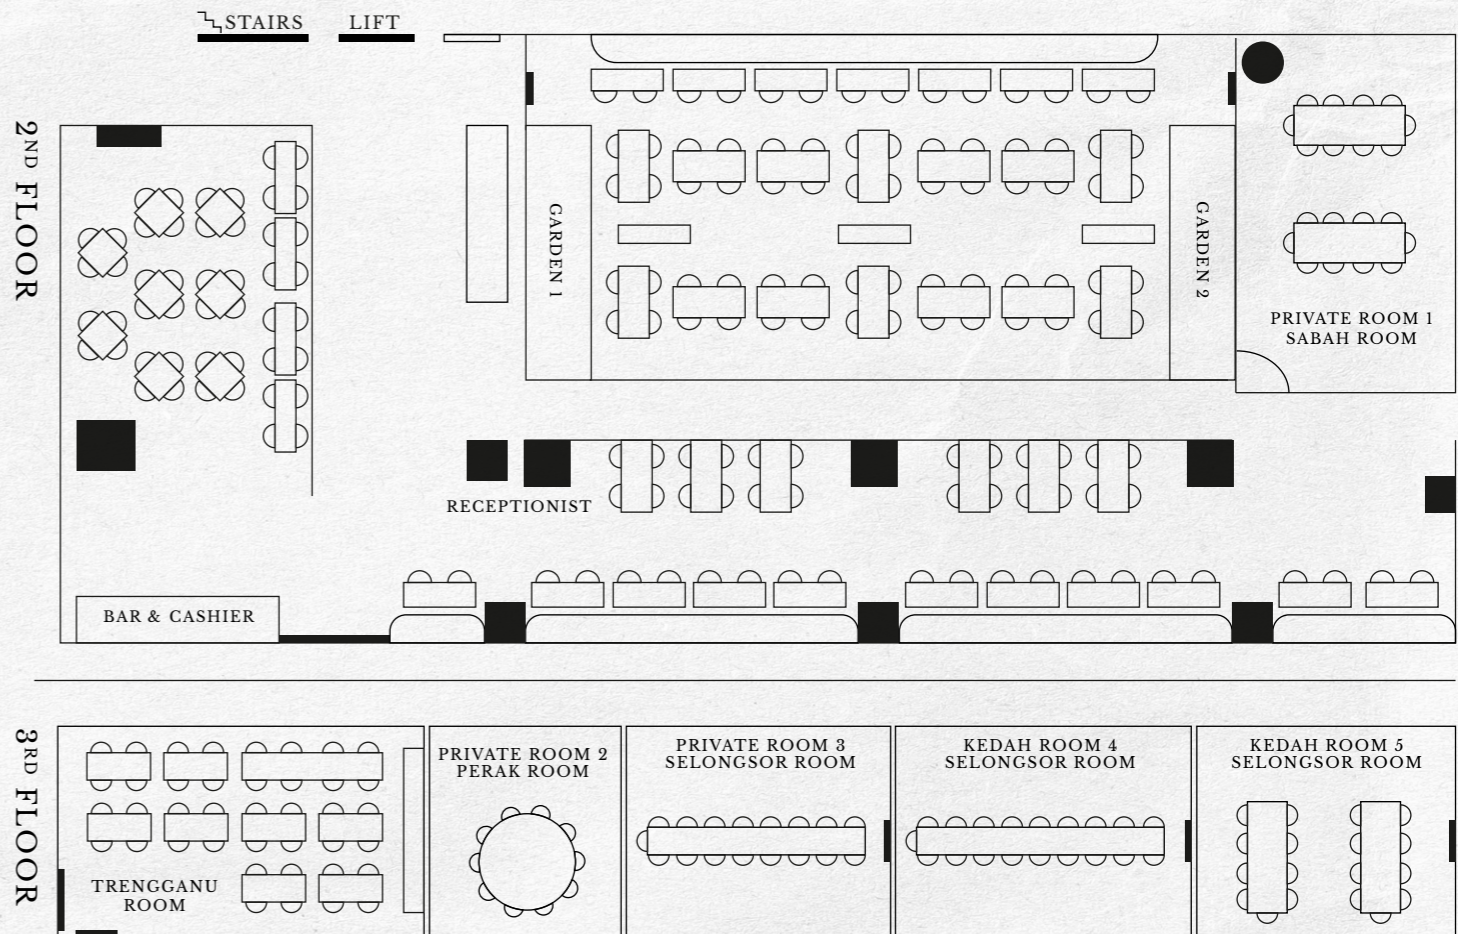 STAIRS
LIFT
2ND FLOOR
GARDEN 1
GARDEN 2
PRIVATE ROOM 1
SABAH ROOM
RECEPTIONIST
BAR & CASHIER
3RD FLOOR
TRENGGANU
ROOM
PRIVATE ROOM 2
PERAK ROOM
PRIVATE ROOM 3
SELONGSOR ROOM
KEDAH ROOM 4
SELONGSOR ROOM
KEDAH ROOM 5
SELONGSOR ROOM